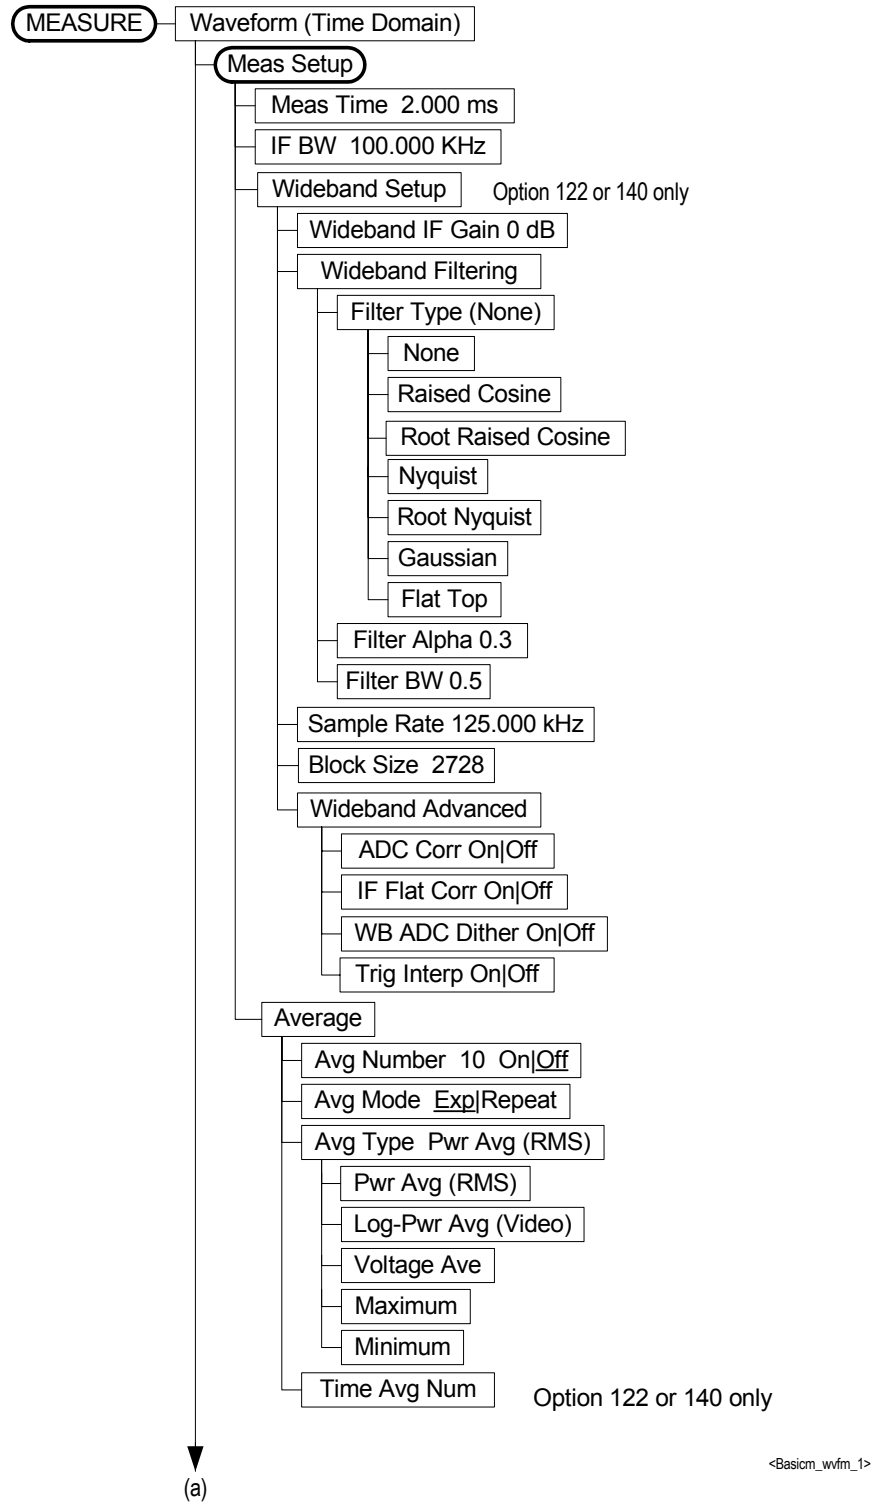 MEASURE Waveform (Time Domain)
Meas Setup
Meas Time 2.000 ms
IF BW 100.000 KHz
Wideband Setup Option 122 or 140 only
Wideband IF Gain 0 dB
Wideband Filtering
Filter Type (None)
None
Raised Cosine
Root Raised Cosine
Nyquist
Root Nyquist
Gaussian
Flat Top
Filter Alpha 0.3
Filter BW 0.5
Sample Rate 125.000 kHz
Block Size 2728
Wideband Advanced
ADC Corr On|Off
IF Flat Corr On|Off
WB ADC Dither On|Off
Trig Interp On|Off
Average
Avg Number 10 On|Off
Avg Mode Exp|Repeat
Avg Type Pwr Avg (RMS)
Pwr Avg (RMS)
Log-Pwr Avg (Video)
Voltage Ave
Maximum
Minimum
Time Avg Num Option 122 or 140 only
<Basicm_wvfm_1>
(a)